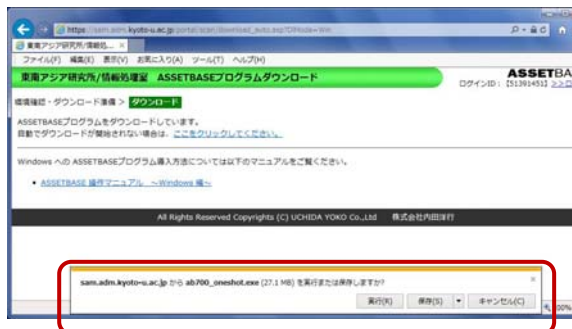 https://sam.adm.kyoto-u.ac.jp/portal/scan/download_auto.asp?DlMode=Win
東南アジア研究所/情報処...
ファイル(F) 編集(E) 表示(V) お気に入り(A) ツール(T) ヘルプ(H)
東南アジア研究所/情報処理室 ASSETBASEプログラムダウンロード
ASSETBA
ログインID: [51391451]
環境確認・ダウンロード準備 > ダウンロード
ASSETBASEプログラムをダウンロードしています。
自動でダウンロードが開始されない場合は、ここをクリックしてください。
Windows への ASSETBASEプログラム導入方法については以下のマニュアルをご覧ください。
• ASSETBASE 操作マニュアル ~Windows 編~
All Rights Reserved Copyrights (C) UCHIDA YOKO Co.,Ltd 株式会社内田洋行
sam.adm.kyoto-u.ac.jp から ab700_oneshot.exe (27.1 MB) を実行または保存しますか?
実行(R) 保存(S) キャンセル(C)
100%